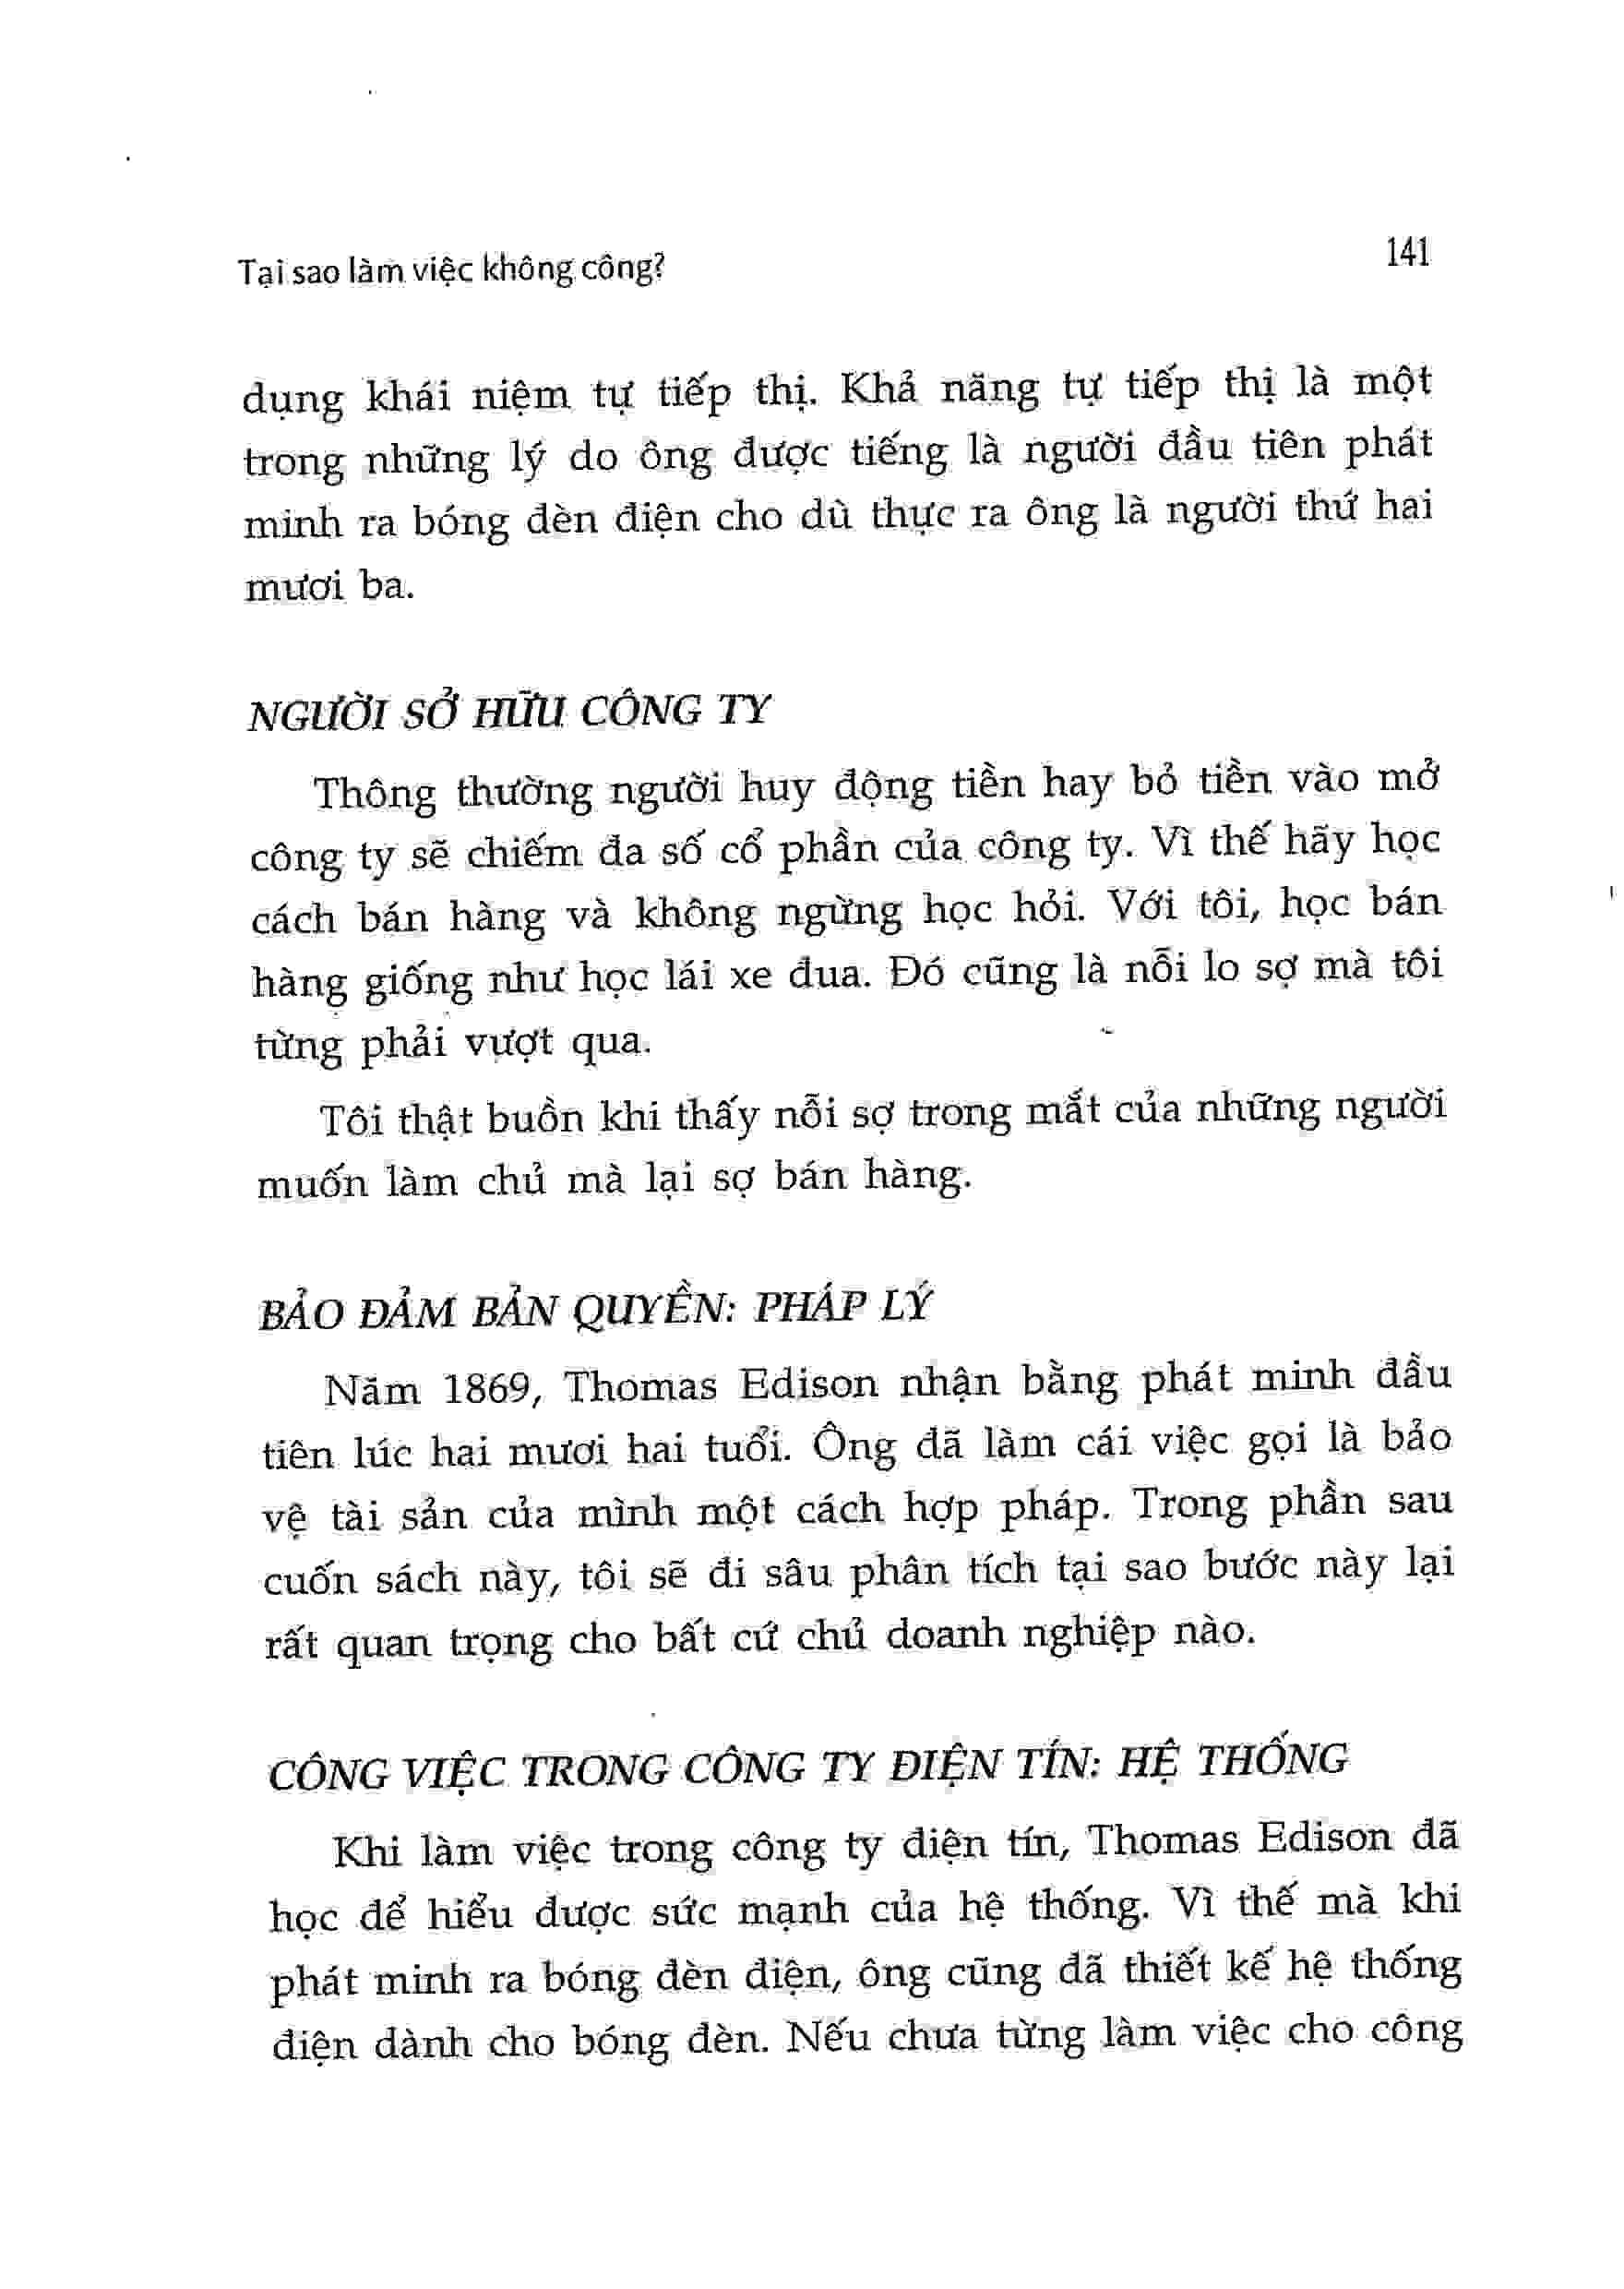 Tại sao làm việc không công?
141
dụng khái niệm tự tiếp thị. Khả năng tự tiếp thị là một
trong những lý do ông được tiếng là người đầu tiên phát
minh ra bóng đèn điện cho dù thực ra ông là người thứ hai
mươi ba.
NGƯỜI SỞ HỮU CÔNG TY
Thông thường người huy động tiền hay bỏ tiền vào mở
công ty sẽ chiếm đa số cổ phần của công ty. Vì thế hãy học
cách bán hàng và không ngừng học hỏi. Với tôi, học bán
hàng giống như học lái xe đua. Đó cũng là nỗi lo sợ mà tôi
từng phải vượt qua.
Tôi thật buồn khi thấy nỗi sợ trong mắt của những người
muốn làm chủ mà lại sợ bán hàng.
BẢO ĐẢM BẢN QUYỀN: PHÁP LÝ
Năm 1869, Thomas Edison nhận bằng phát minh đầu
tiên lúc hai mươi hai tuổi. Ông đã làm cái việc gọi là bảo
vệ tài sản của mình một cách hợp pháp. Trong phần sau
cuốn sách này, tôi sẽ đi sâu phân tích tại sao bước này lại
rất quan trọng cho bất cứ chủ doanh nghiệp nào.
CÔNG VIỆC TRONG CÔNG TY ĐIỆN TÍN: HỆ THỐNG
Khi làm việc trong công ty điện tín, Thomas Edison đã
học để hiểu được sức mạnh của hệ thống. Vì thế mà khi
phát minh ra bóng đèn điện, ông cũng đã thiết kế hệ thống
điện dành cho bóng đèn. Nếu chưa từng làm việc cho công